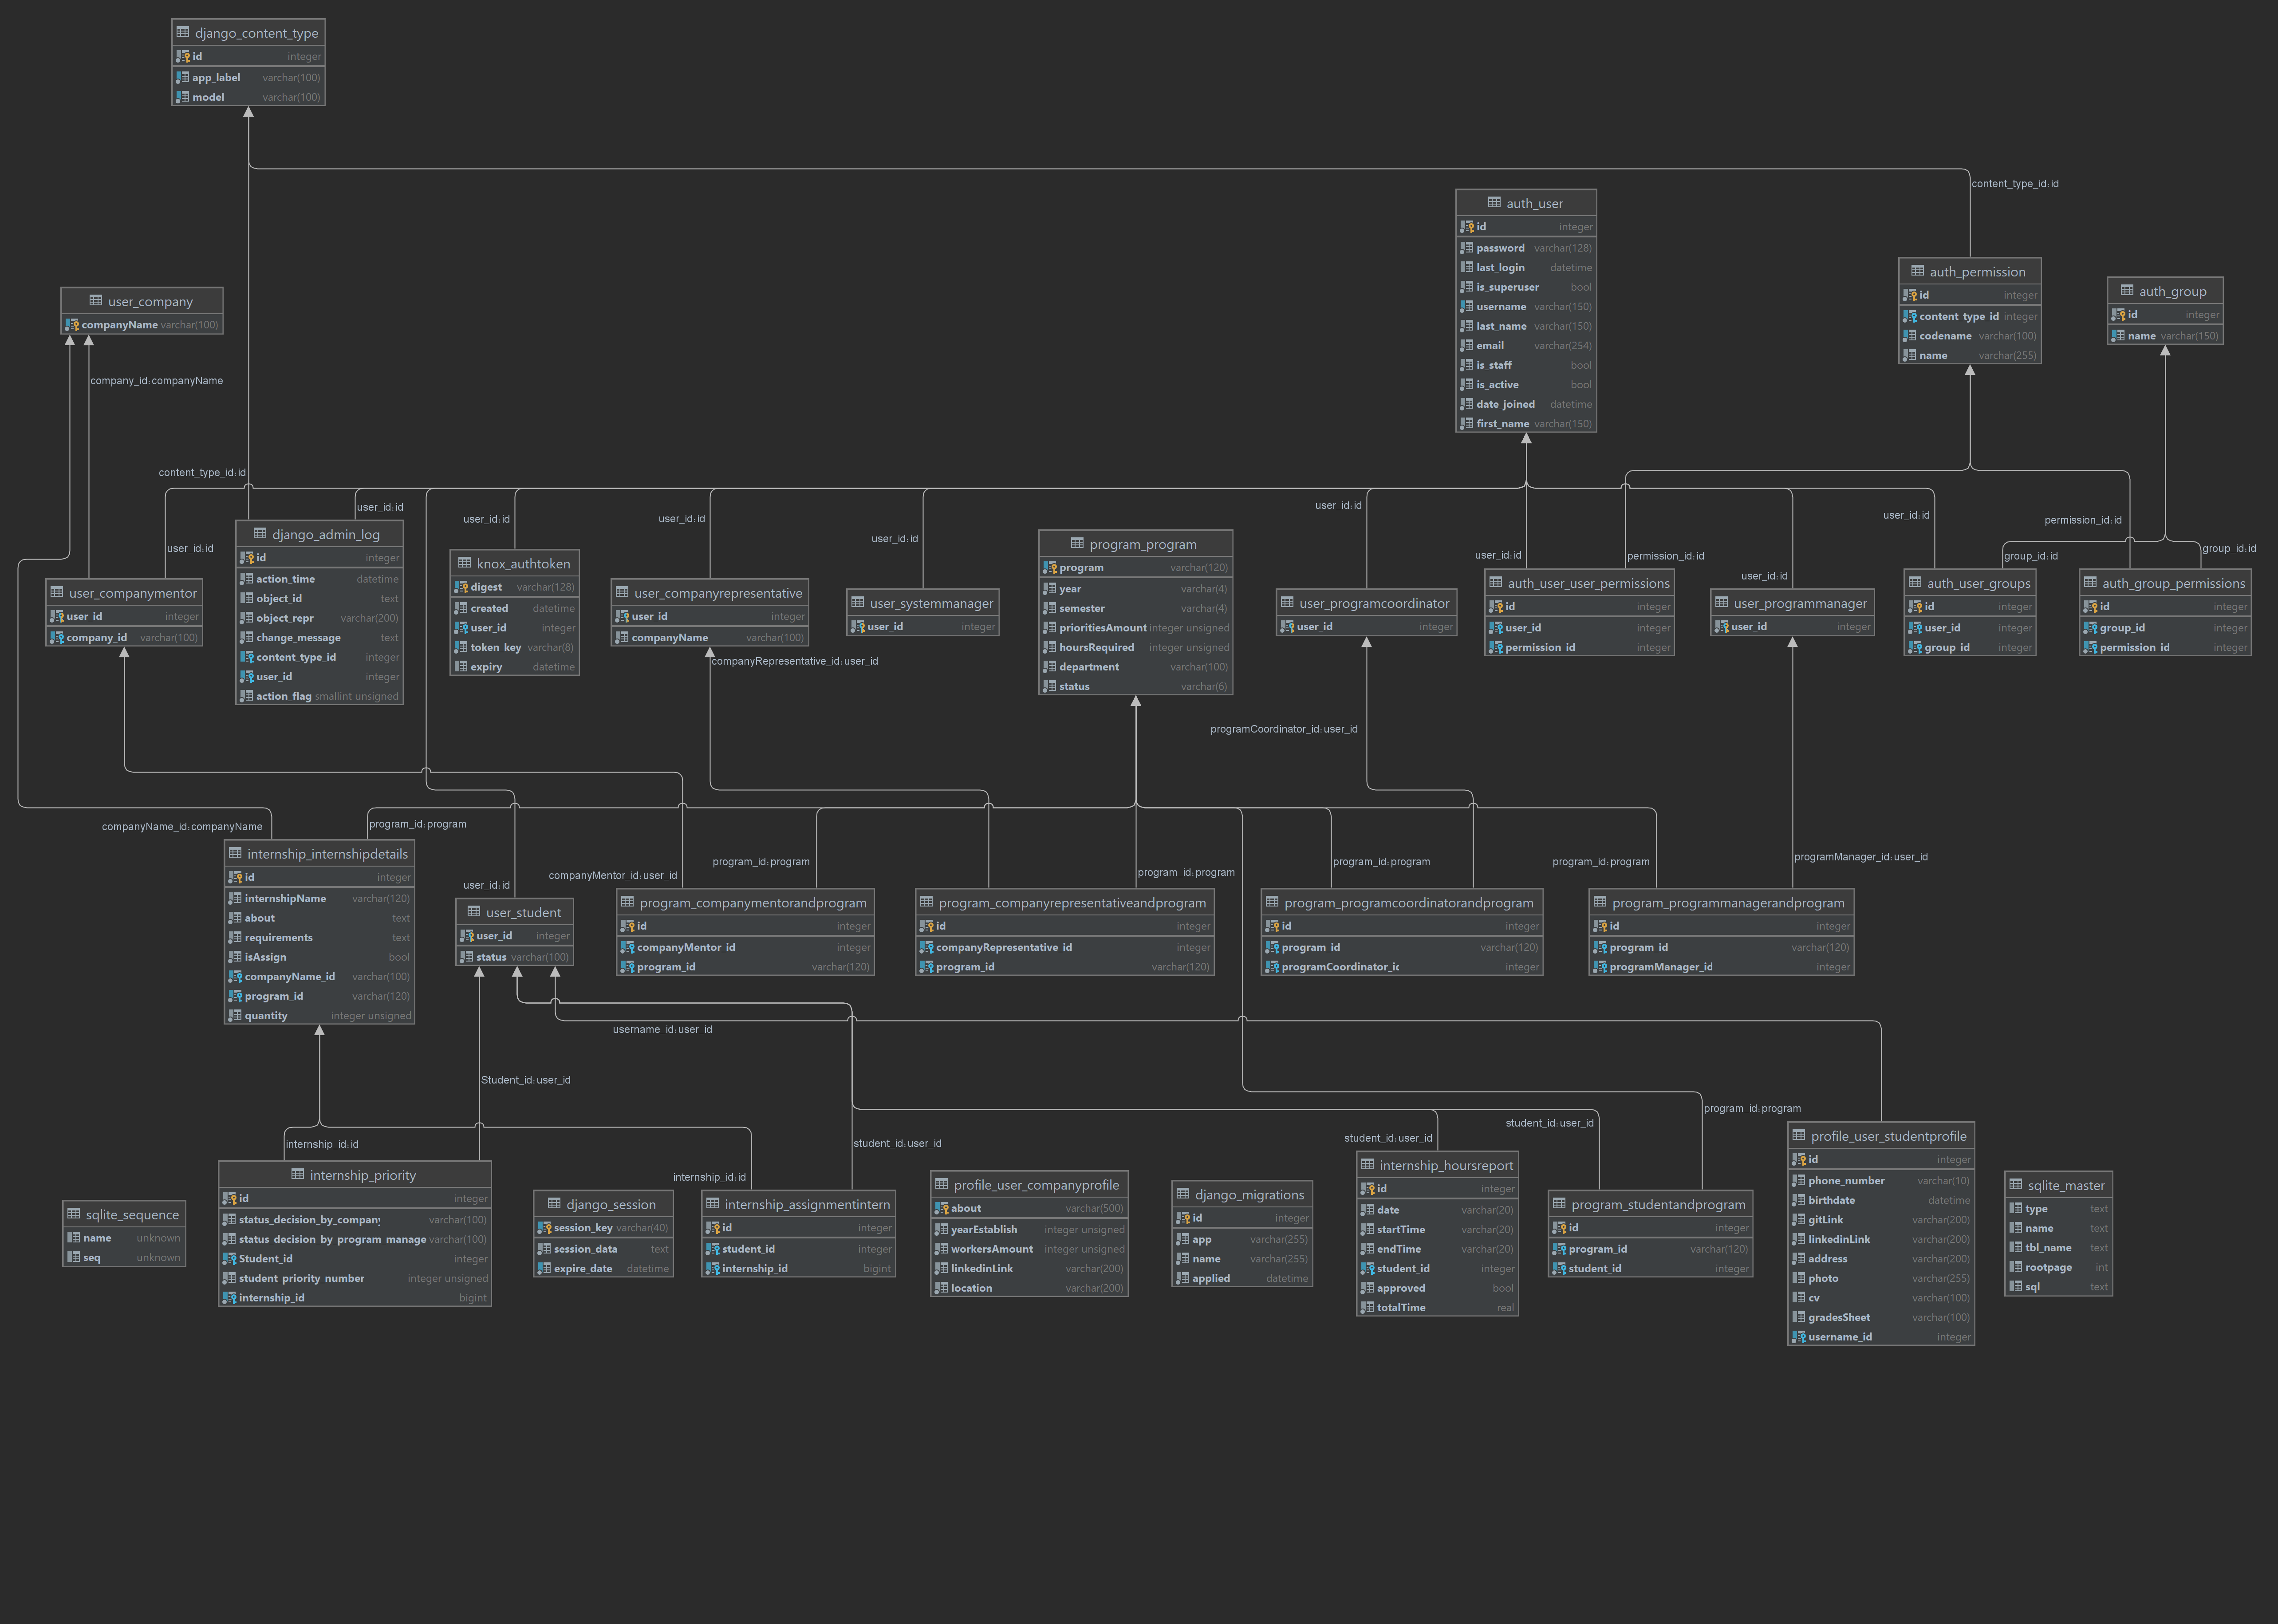 django_content_type
id integer
app_label varchar(100)
model varchar(100)
content_type_id:id
auth_user
id integer
password varchar(128)
last_login datetime
is_superuser bool
username varchar(150)
last_name varchar(150)
email varchar(254)
is_staff bool
is_active bool
date_joined datetime
first_name varchar(150)
auth_permission
id integer
content_type_id integer
codename varchar(100)
name varchar(255)
auth_group
id integer
name varchar(150)
user_company
companyName varchar(100)
company_id:companyName
content_type_id:id
user_id:id
user_id:id
user_id:id
user_id:id
user_id:id
user_id:id
user_id:id
permission_id:id
user_id:id
user_id:id
permission_id:id
group_id:id
group_id:id
user_companymentor
user_id integer
company_id varchar(100)
django_admin_log
id integer
action_time datetime
object_id text
object_repr varchar(200)
change_message text
content_type_id integer
user_id integer
action_flag smallint unsigned
knox_authtoken
digest varchar(128)
created datetime
user_id integer
token_key varchar(8)
expiry datetime
user_companyrepresentative
user_id integer
companyName varchar(100)
companyRepresentative_id:user_id
user_systemmanager
user_id integer
program_program
program varchar(120)
year varchar(4)
semester varchar(4)
prioritiesAmount integer unsigned
hoursRequired integer unsigned
department varchar(100)
status varchar(6)
user_programcoordinator
user_id integer
programCoordinator_id:user_id
auth_user_user_permissions
id integer
user_id integer
permission_id integer
user_programmanager
user_id integer
auth_user_groups
id integer
user_id integer
group_id integer
auth_group_permissions
id integer
group_id integer
permission_id integer
companyName_id:companyName
program_id:program
user_id:id
companyMentor_id:user_id
program_id:program
program_id:program
program_id:program
program_id:program
programManager_id:user_id
internship_internshipdetails
id integer
internshipName varchar(120)
about text
requirements text
isAssign bool
companyName_id varchar(100)
program_id varchar(120)
quantity integer unsigned
user_student
user_id integer
status varchar(100)
program_companymentorandprogram
id integer
companyMentor_id integer
program_id varchar(120)
program_companyrepresentativeandprogram
id integer
companyRepresentative_id integer
program_id varchar(120)
program_programcoordinatorandprogram
id integer
program_id varchar(120)
programCoordinator_id integer
program_programmanagerandprogram
id integer
program_id varchar(120)
programManager_id integer
username_id:user_id
Student_id:user_id
internship_id:id
internship_id:id
student_id:user_id
student_id:user_id
student_id:user_id
program_id:program
sqlite_sequence
name unknown
seq unknown
internship_priority
id integer
status_decision_by_company varchar(100)
status_decision_by_program_manage varchar(100)
Student_id integer
student_priority_number integer unsigned
internship_id bigint
django_session
session_key varchar(40)
session_data text
expire_date datetime
internship_assignmentintern
id integer
student_id integer
internship_id bigint
profile_user_companyprofile
about varchar(500)
yearEstablish integer unsigned
workersAmount integer unsigned
linkedinLink varchar(200)
location varchar(200)
django_migrations
id integer
app varchar(255)
name varchar(255)
applied datetime
internship_hoursreport
id integer
date varchar(20)
startTime varchar(20)
endTime varchar(20)
student_id integer
approved bool
totalTime real
program_studentandprogram
id integer
program_id varchar(120)
student_id integer
profile_user_studentprofile
id integer
phone_number varchar(10)
birthdate datetime
gitLink varchar(200)
linkedinLink varchar(200)
address varchar(200)
photo varchar(255)
cv varchar(100)
gradesSheet varchar(100)
username_id integer
sqlite_master
type text
name text
tbl_name text
rootpage int
sql text